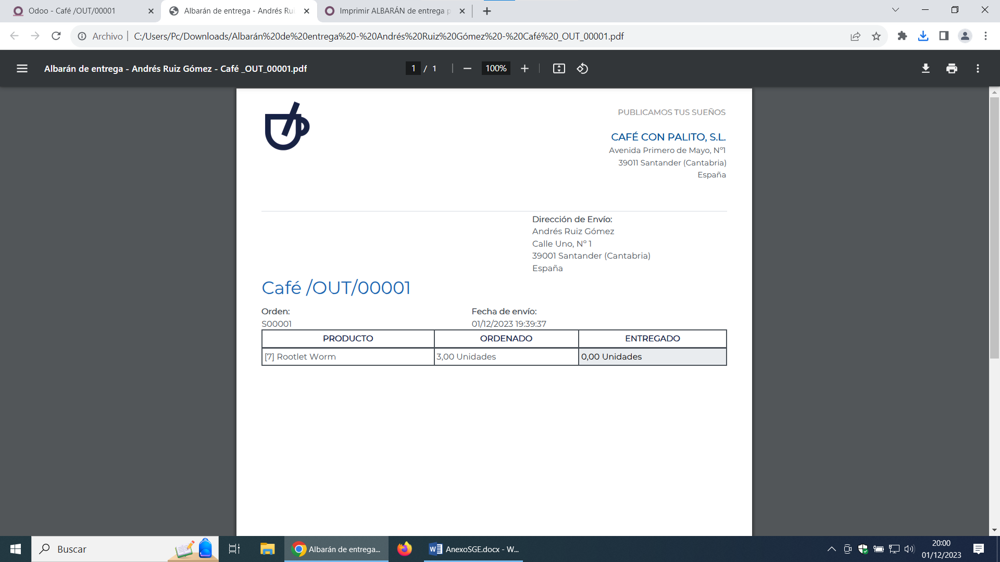 Odoo - Café /OUT/00001
Albarán de entrega - Andrés Rui
Imprimir ALBARÁN de entrega p
Archivo
C:/Users/Pc/Downloads/Albarán%20de%20entrega%20-%20Andrés%20Ruiz%20Gómez%20-%20Café%20_OUT_00001.pdf
Albarán de entrega - Andrés Ruiz Gómez - Café _OUT_00001.pdf
1 / 1
100%
PUBLICAMOS TUS SUEÑOS
CAFÉ CON PALITO, S.L.
Avenida Primero de Mayo, Nº1
39011 Santander (Cantabria)
España
Dirección de Envío:
Andrés Ruiz Gómez
Calle Uno, Nº 1
39001 Santander (Cantabria)
España
Café /OUT/00001
Orden: Fecha de envío:
S00001 01/12/2023 19:39:37
PRODUCTO ORDENADO ENTREGADO
[7] Rootlet Worm 3,00 Unidades 0,00 Unidades
Buscar
Albarán de entrega...
AnexoSGE.docx - W...
20:00
01/12/2023